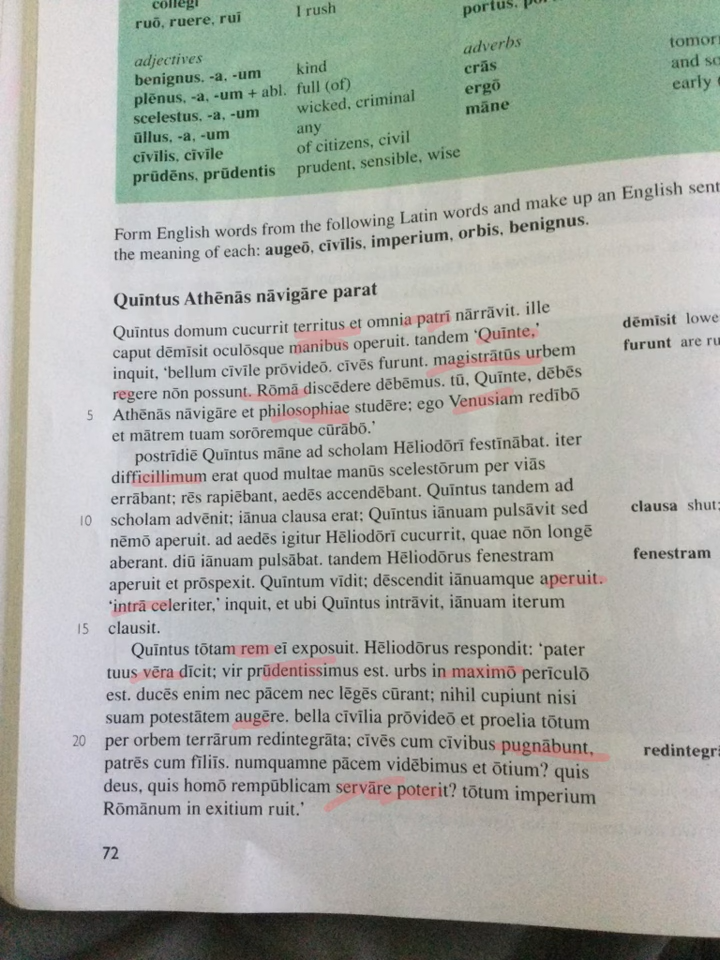 collēgī
ruō, ruere, ruī I rush
portus,
adjectives
adverbs
benignus, -a, -um kind
crās
plēnus, -a, -um + abl. full (of)
ergō and so
scelestus, -a, -um wicked, criminal
māne early
ūllus, -a, -um any
cīvīlis, cīvīle of citizens, civil
prūdēns, prūdentis prudent, sensible, wise
Form English words from the following Latin words and make up an English
the meaning of each: augeō, cīvīlis, imperium, orbis, benignus.
Quīntus Athēnās nāvigāre parat
Quīntus domum cucurrit territus et omnia patrī nārrāvit. ille
caput dēmīsit oculōsque manibus operuit. tandem ‘Quīnte,’
inquit, ‘bellum cīvīle prōvideō. cīvēs furunt. magistrātūs urbem
regere nōn possunt. Rōmā discēdere dēbēmus. tū, Quīnte, dēbēs
5 Athēnās nāvigāre et philosophiae studēre; ego Venusiam redībō
et mātrem tuam sorōremque cūrābō.’
postrīdiē Quīntus māne ad scholam Hēliodōrī festīnābat. iter
difficillimum erat quod multae manūs scelestōrum per viās
errābant; rēs rapiēbant, aedēs accendēbant. Quīntus tandem ad
10 scholam advēnit; iānua clausa erat; Quīntus iānuam pulsāvit sed
nēmō aperuit. ad aedēs igitur Hēliodōrī cucurrit, quae nōn longē
aberant. diū iānuam pulsābat. tandem Hēliodōrus fenestram
aperuit et prōspexit. Quīntum vīdit; dēscendit iānuamque aperuit.
‘intrā celeriter,’ inquit, et ubi Quīntus intrāvit, iānuam iterum
15 clausit.
Quīntus tōtam rem eī exposuit. Hēliodōrus respondit: ‘pater
tuus vēra dīcit; vir prūdentissimus est. urbs in maximō perīculō
est. ducēs enim nec pācem nec lēgēs cūrant; nihil cupiunt nisi
suam potestātem augēre. bella cīvīlia prōvideō et proelia tōtum
20 per orbem terrārum redintegrāta; cīvēs cum cīvibus pugnābunt,
patrēs cum fīliīs. numquamne pācem vidēbimus et ōtium? quis
deus, quis homō rempūblicam servāre poterit? tōtum imperium
Rōmānum in exitium ruit.’
dēmīsit
furunt are
clausa shut;
fenestram
72